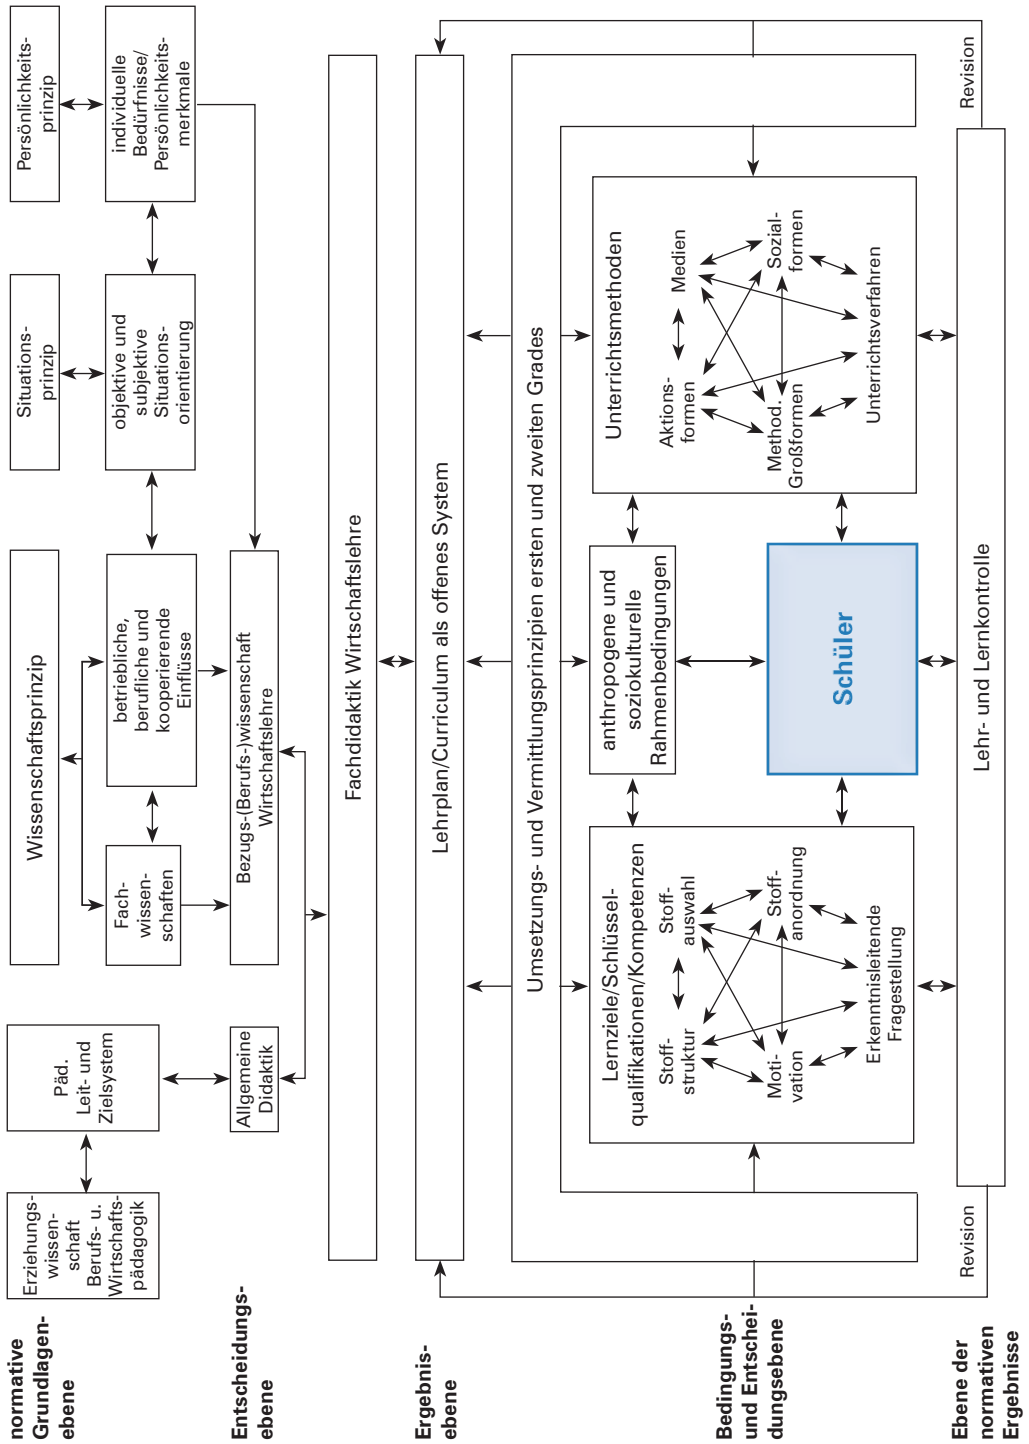 normative
Grundlagen-
ebene
Erziehungs-
wissen-
schaft
Berufs- u.
Wirtschafts-
pädagogik
Päd.
Leit- und
Zielsystem
Wissenschaftsprinzip
Situations-
prinzip
Persönlichkeits-
prinzip
Fach-
wissen-
schaften
betriebliche,
berufliche und
kooperierende
Einflüsse
objektive und
subjektive
Situations-
orientierung
individuelle
Bedürfnisse/
Persönlichkeits-
merkmale
Entscheidungs-
ebene
Allgemeine
Didaktik
Bezugs-(Berufs-)wissenschaft
Wirtschaftslehre
Fachdidaktik Wirtschaftslehre
Ergebnis-
ebene
Lehrplan/Curriculum als offenes System
Bedingungs-
und Entschei-
dungsebene
Umsetzungs- und Vermittlungsprinzipien ersten und zweiten Grades
Lernziele/Schlüssel-
qualifikationen/Kompetenzen
Stoff-
struktur
Stoff-
auswahl
Moti-
vation
Stoff-
anordnung
Erkenntnisleitende
Fragestellung
anthropogene und
soziokulturelle
Rahmenbedingungen
Schüler
Unterrichtsmethoden
Aktions-
formen
Medien
Method.
Großformen
Sozial-
formen
Unterrichtsverfahren
Ebene der
normativen
Ergebnisse
Revision
Lehr- und Lernkontrolle
Revision